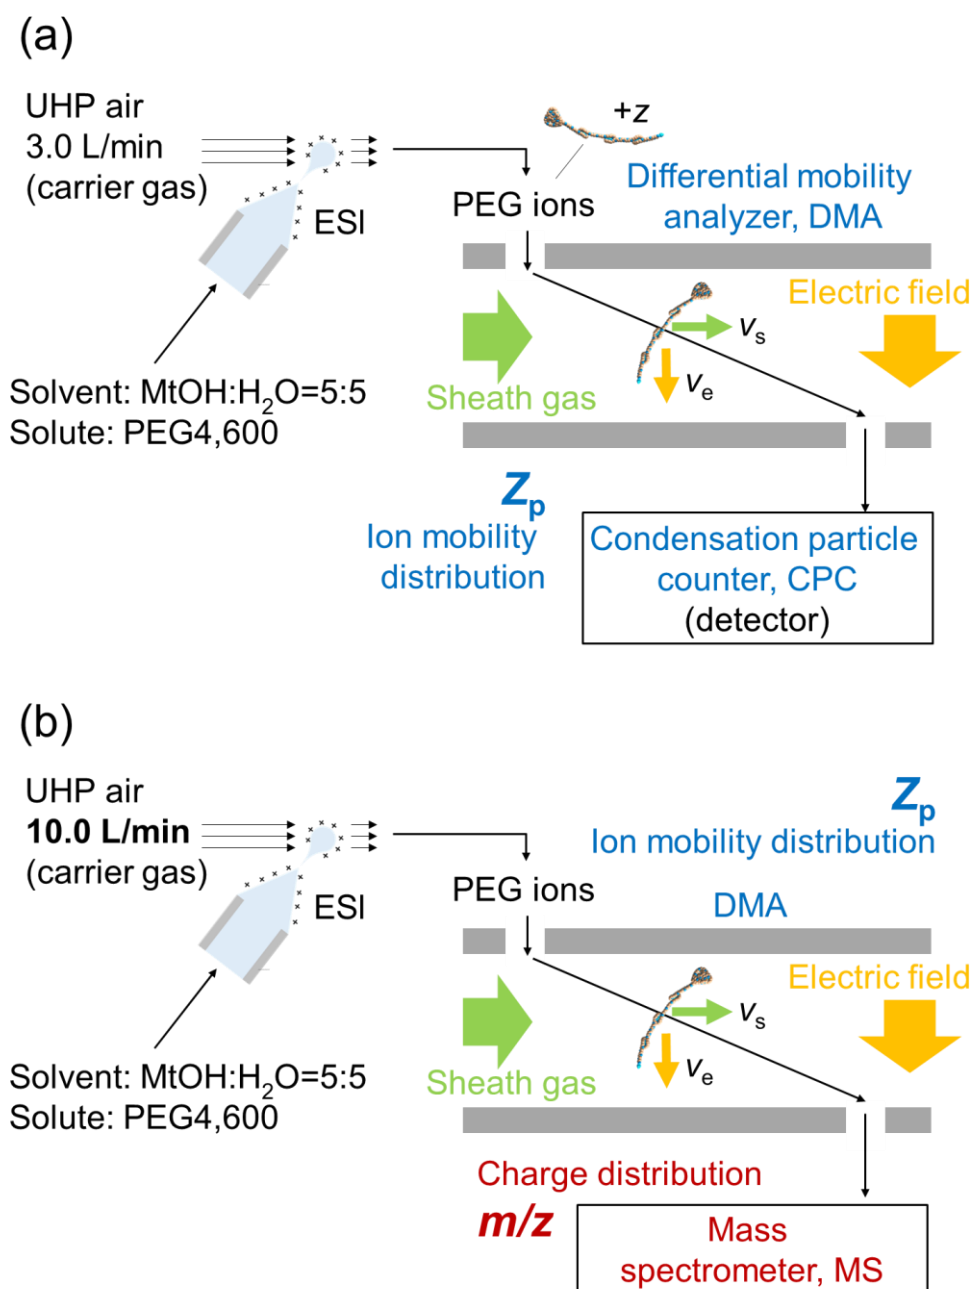 (a)
UHP air
3.0 L/min
(carrier gas)
ESI
+z
PEG ions
Differential mobility
analyzer, DMA
Electric field
vs
ve
Sheath gas
Solvent: MtOH:H2O=5:5
Solute: PEG4,600
Zp
Ion mobility
distribution
Condensation particle
counter, CPC
(detector)
(b)
UHP air
10.0 L/min
(carrier gas)
ESI
Zp
Ion mobility distribution
PEG ions
DMA
Electric field
vs
ve
Sheath gas
Solvent: MtOH:H2O=5:5
Solute: PEG4,600
Charge distribution
m/z
Mass
spectrometer, MS